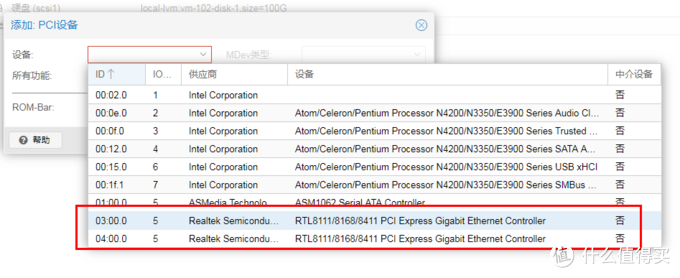 硬盘 (scsi1) local-lvm:vm-102-disk-1,size=100G
添加: PCI设备
设备: MDev类型:
所有功能:
ROM-Bar:
帮助
ID ↑ IO... 供应商 设备 中介设备
00:02.0 1 Intel Corporation 否
00:0e.0 2 Intel Corporation Atom/Celeron/Pentium Processor N4200/N3350/E3900 Series Audio Cl... 否
00:0f.0 3 Intel Corporation Atom/Celeron/Pentium Processor N4200/N3350/E3900 Series Trusted ... 否
00:12.0 4 Intel Corporation Atom/Celeron/Pentium Processor N4200/N3350/E3900 Series SATA A... 否
00:15.0 6 Intel Corporation Atom/Celeron/Pentium Processor N4200/N3350/E3900 Series USB xHCI 否
00:1f.1 7 Intel Corporation Atom/Celeron/Pentium Processor N4200/N3350/E3900 Series SMBus ... 否
01:00.0 5 ASMedia Technolo... ASM1062 Serial ATA Controller 否
03:00.0 5 Realtek Semicondu... RTL8111/8168/8411 PCI Express Gigabit Ethernet Controller 否
04:00.0 5 Realtek Semicondu... RTL8111/8168/8411 PCI Express Gigabit Ethernet Controller 否
值 什么值得买